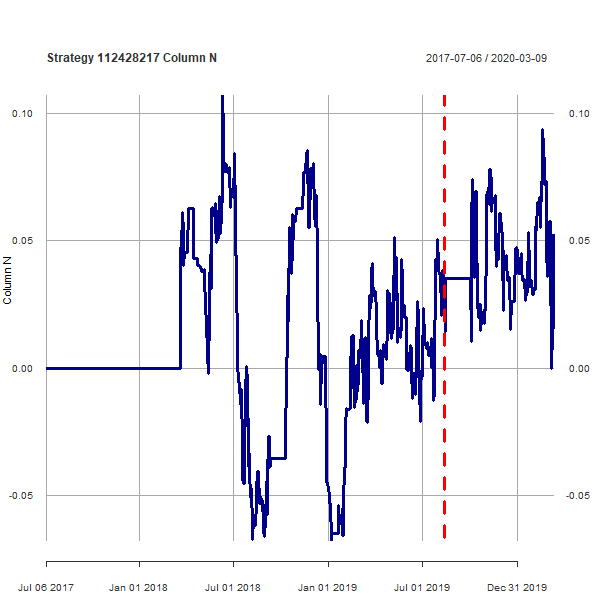 Strategy 112428217 Column N
2017-07-06 / 2020-03-09
0.10 0.10
0.05 0.05
Column N
0.00 0.00
-0.05 -0.05
Jul 06 2017 Jan 01 2018 Jul 01 2018 Jan 01 2019 Jul 01 2019 Dec 31 2019